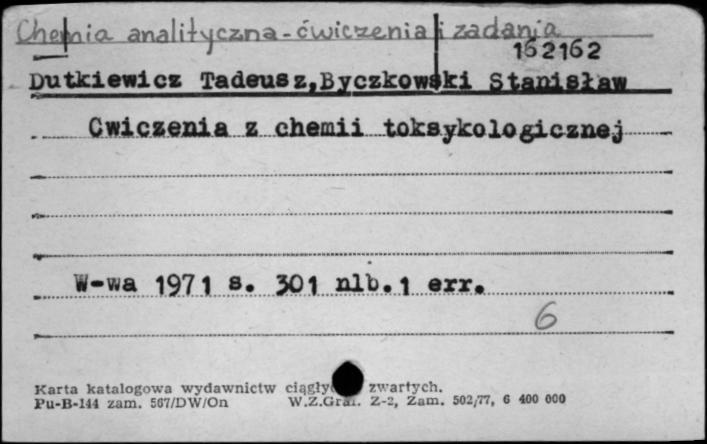 Chemia analityczna - ćwiczenia i zadania
162162
Dutkiewicz Tadeusz, Byczkowski Stanisław
Cwiczenia z chemii toksykologicznej
W-wa 1971 s. 301 nlb.1 err.
6
Karta katalogowa wydawnictw zwartych.
Pu-B-144 zam. 567/DW/On W.Z.Graf. Z-2, Zam. 502/77, 6 400 000